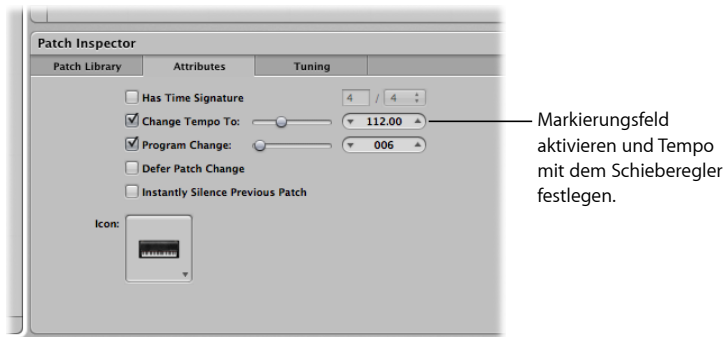 Patch Inspector
Patch Library Attributes Tuning
Has Time Signature 4 / 4
Change Tempo To: 112.00
Program Change: 006
Defer Patch Change
Instantly Silence Previous Patch
Icon:
Markierungsfeld
aktivieren und Tempo
mit dem Schieberegler
festlegen.